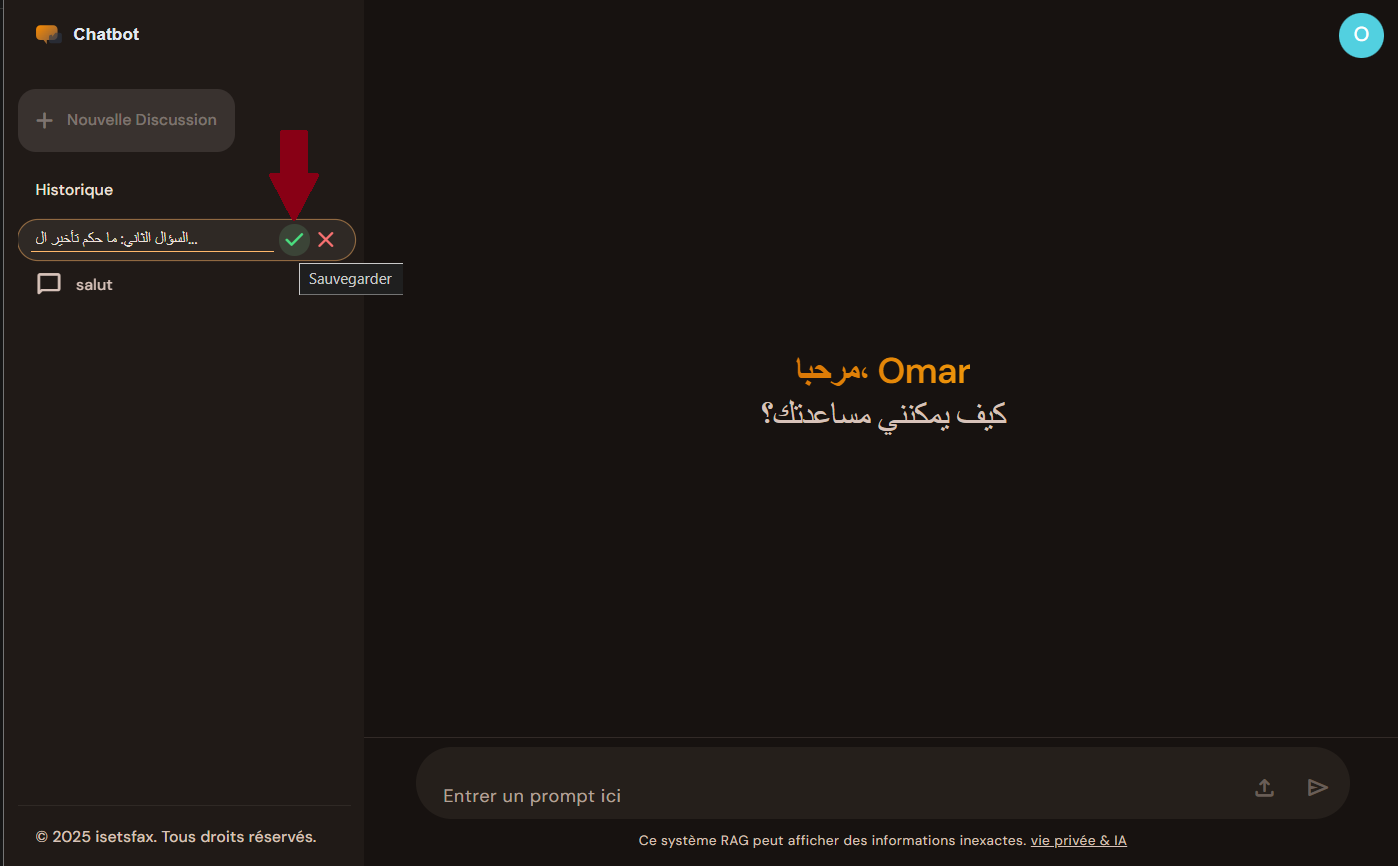 Chatbot
O
Nouvelle Discussion
Historique
السؤال الثاني: ما حكم تأخير ال...
Sauvegarder
salut
مرحبا، Omar
كيف يمكنني مساعدتك؟
Entrer un prompt ici
© 2025 isetsfax. Tous droits réservés.
Ce système RAG peut afficher des informations inexactes. vie privée & IA